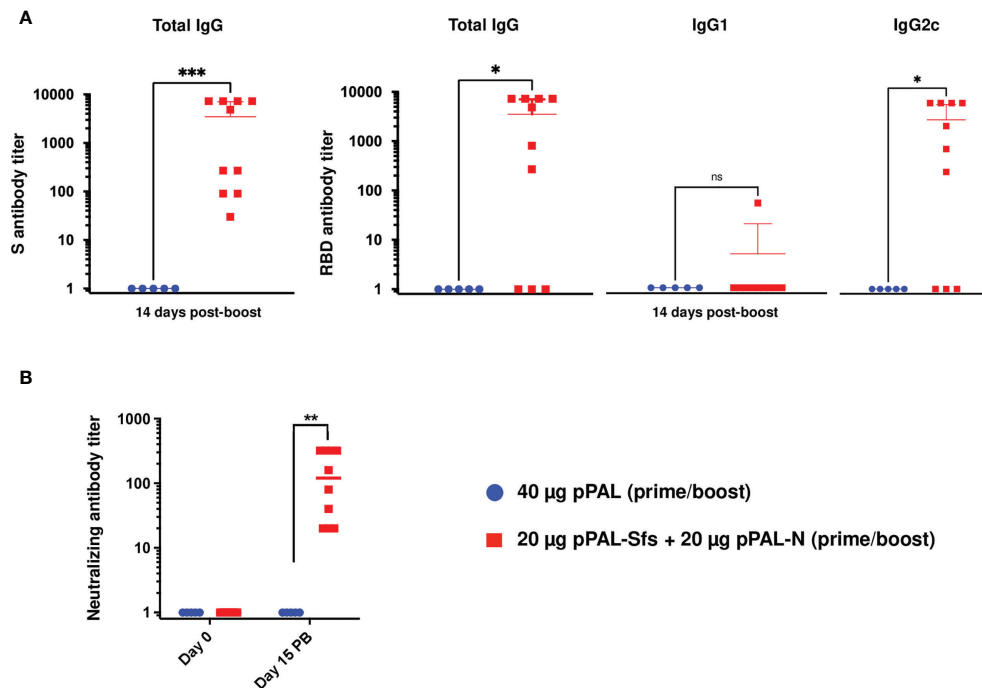 A
Total IgG
Total IgG
IgG1
IgG2c
***
*
ns
*
S antibody titer
10000
1000
100
10
1
RBD antibody titer
10000
1000
100
10
1
14 days post-boost
14 days post-boost
B
Neutralizing antibody titer
1000
100
10
1
**
Day 0
Day 15 PB
40 µg pPAL (prime/boost)
20 µg pPAL-Sfs + 20 µg pPAL-N (prime/boost)